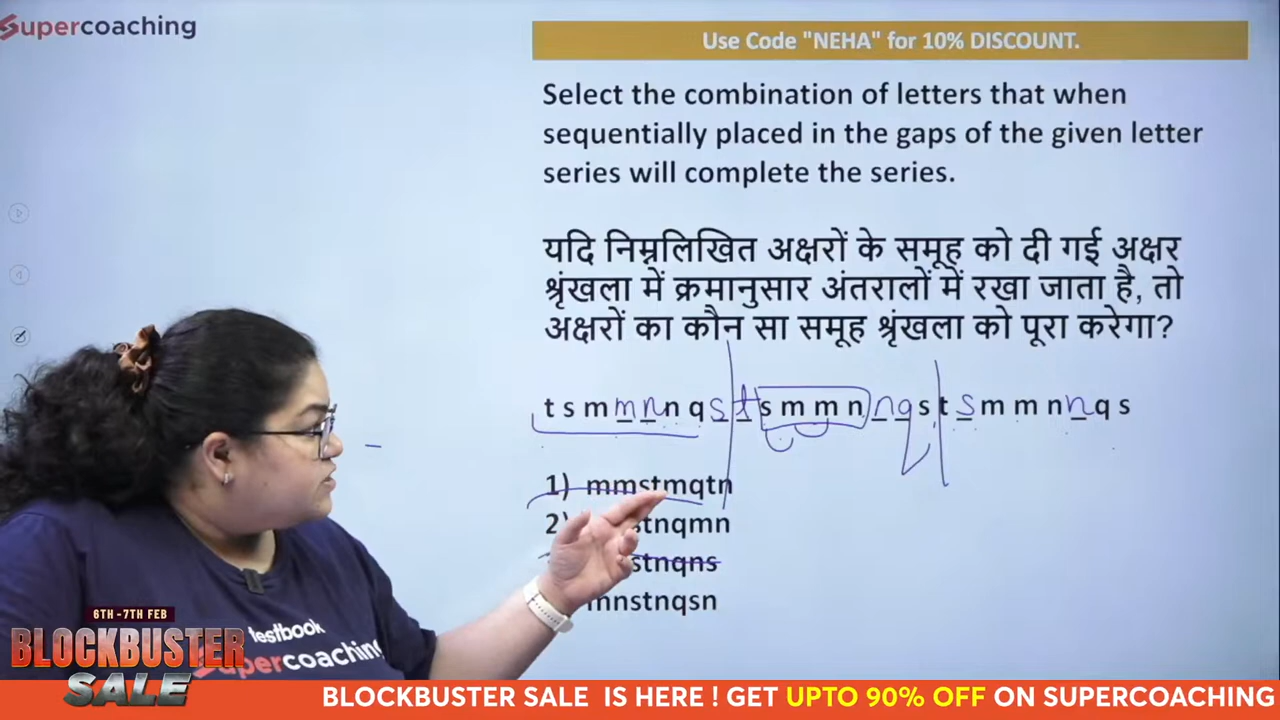 Supercoaching
Use Code "NEHA" for 10% DISCOUNT.
Select the combination of letters that when
sequentially placed in the gaps of the given letter
series will complete the series.
यदि निम्नलिखित अक्षरों के समूह को दी गई अक्षर
श्रृंखला में क्रमानुसार अंतरालों में रखा जाता है, तो
अक्षरों का कौन सा समूह श्रृंखला को पूरा करेगा?
t s m m n n q s t s m m n n q s t s m m n n q s
1) mmstmqtn
2) stnqmn
stnqns
mnstnqsn
testbook
Supercoaching
6TH -7TH FEB
BLOCKBUSTER
SALE
BLOCKBUSTER SALE IS HERE ! GET UPTO 90% OFF ON SUPERCOACHING